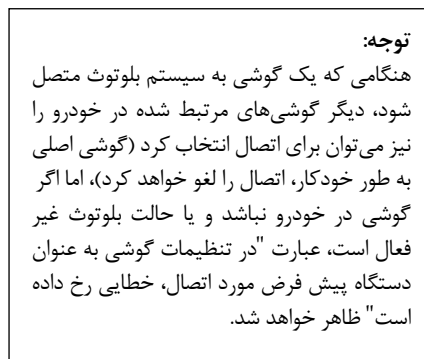 توجه:
هنگامی که یک گوشی به سیستم بلوتوث متصل
شود، دیگر گوشی‌های مرتبط شده در خودرو را
نیز می‌توان برای اتصال انتخاب کرد (گوشی اصلی
به طور خودکار، اتصال را لغو خواهد کرد)، اما اگر
گوشی در خودرو نباشد و یا حالت بلوتوث غیر
فعال است، عبارت "در تنظیمات گوشی به عنوان
دستگاه پیش فرض مورد اتصال، خطایی رخ داده
است" ظاهر خواهد شد.